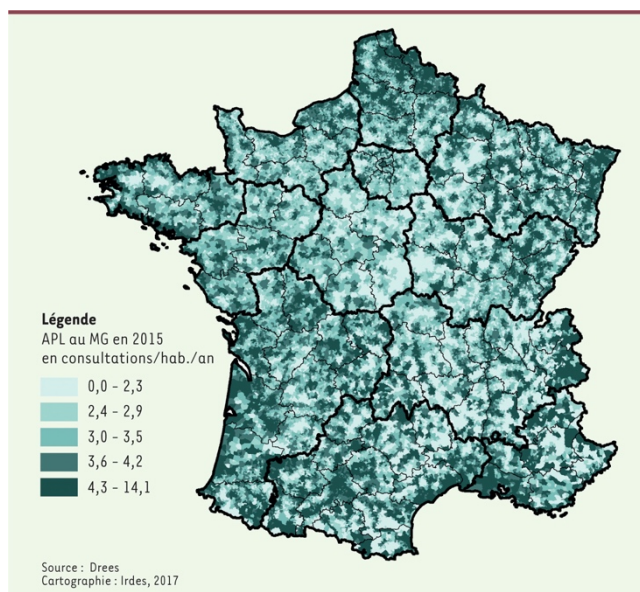 Légende
APL au MG en 2015
en consultations/hab./an
0,0 - 2,3
2,4 - 2,9
3,0 - 3,5
3,6 - 4,2
4,3 - 14,1
Source : Drees
Cartographie : Irdes, 2017